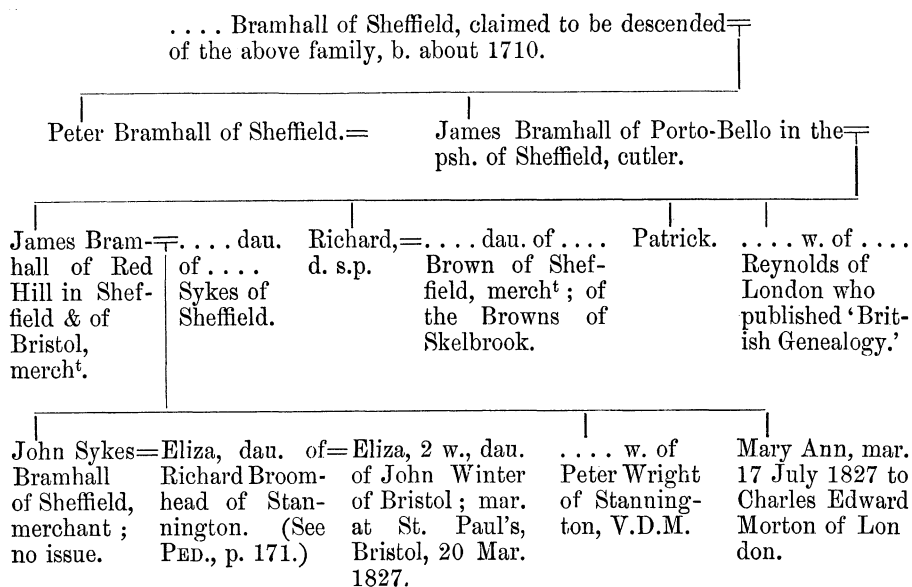 . . . . Bramhall of Sheffield, claimed to be descended=
of the above family, b. about 1710.
Peter Bramhall of Sheffield.=
James Bramhall of Porto-Bello in the=
psh. of Sheffield, cutler.
James Bram-=
hall of Red
Hill in Shef-
field & of
Bristol,
mercht.
. . . . dau.
of . . . .
Sykes of
Sheffield.
Richard,=
d. s.p.
. . . . dau. of . . . .
Brown of Shef-
field, mercht ; of
the Browns of
Skelbrook.
Patrick.
. . . . w. of . . . .
Reynolds of
London who
published ‘Brit-
ish Genealogy.’
John Sykes=
Bramhall
of Sheffield,
merchant ;
no issue.
Eliza, dau. of=
Richard Broom-
head of Stan-
nington. (See
PED., p. 171.)
Eliza, 2 w., dau.
of John Winter
of Bristol ; mar.
at St. Paul's,
Bristol, 20 Mar.
1827.
. . . . w. of
Peter Wright
of Stanning-
ton, V.D.M.
Mary Ann, mar.
17 July 1827 to
Charles Edward
Morton of Lon
don.